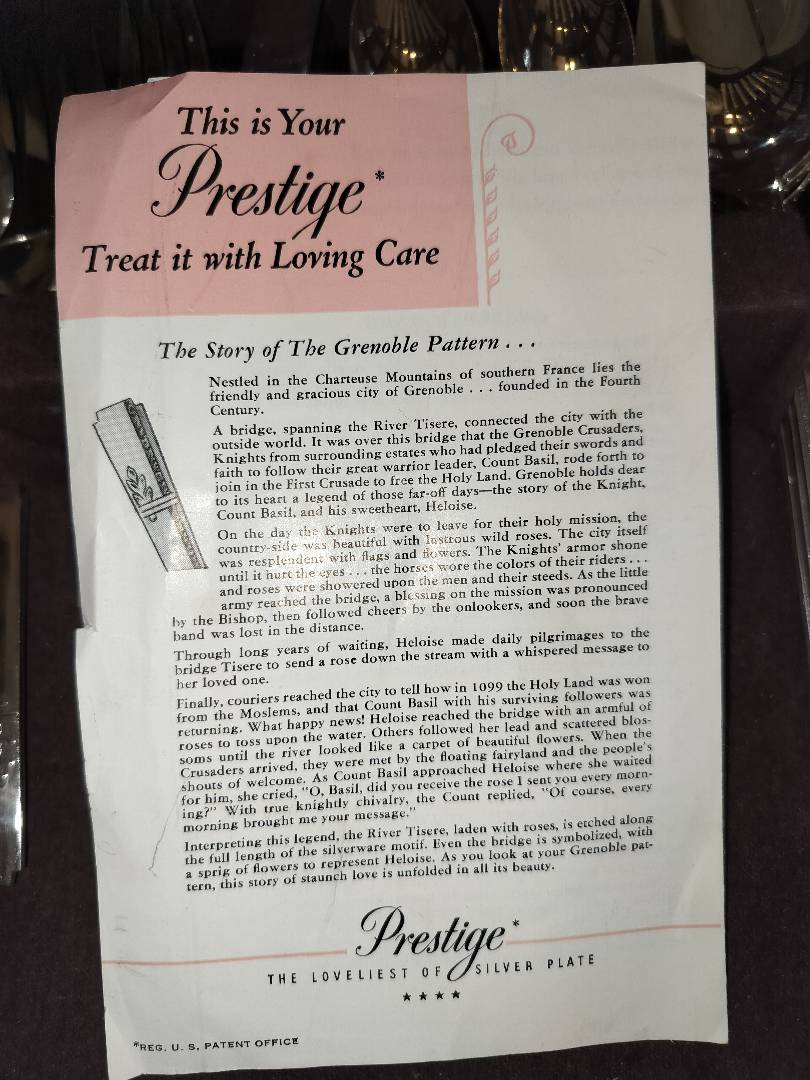 This is Your
Prestige*
Treat it with Loving Care
The Story of The Grenoble Pattern . . .
Nestled in the Charteuse Mountains of southern France lies the
friendly and gracious city of Grenoble . . . founded in the Fourth
Century.
A bridge, spanning the River Tisere, connected the city with the
outside world. It was over this bridge that the Grenoble Crusaders,
Knights from surrounding estates who had pledged their swords and
faith to follow their great warrior leader, Count Basil, rode forth to
join in the First Crusade to free the Holy Land. Grenoble holds dear
to its heart a legend of those far-off days—the story of the Knight,
Count Basil, and his sweetheart, Heloise.
On the day the Knights were to leave for their holy mission, the
country-side was beautiful with lustrous wild roses. The city itself
was resplendent with flags and flowers. The Knights' armor shone
until it hurt the eyes . . . the horses wore the colors of their riders . . .
and roses were showered upon the men and their steeds. As the little
army reached the bridge, a blessing on the mission was pronounced
by the Bishop, then followed cheers by the onlookers, and soon the brave
band was lost in the distance.
Through long years of waiting, Heloise made daily pilgrimages to the
bridge Tisere to send a rose down the stream with a whispered message to
her loved one.
Finally, couriers reached the city to tell how in 1099 the Holy Land was won
from the Moslems, and that Count Basil with his surviving followers was
returning. What happy news! Heloise reached the bridge with an armful of
roses to toss upon the water. Others followed her lead and scattered blos-
soms until the river looked like a carpet of beautiful flowers. When the
Crusaders arrived, they were met by the floating fairyland and the people's
shouts of welcome. As Count Basil approached Heloise where she waited
for him, she cried, "O, Basil, did you receive the rose I sent you every morn-
ing?" With true knightly chivalry, the Count replied, "Of course, every
morning brought me your message."
Interpreting this legend, the River Tisere, laden with roses, is etched along
the full length of the silverware motif. Even the bridge is symbolized, with
a sprig of flowers to represent Heloise. As you look at your Grenoble pat-
tern, this story of staunch love is unfolded in all its beauty.
Prestige*
THE LOVELIEST OF SILVER PLATE
★ ★ ★ ★
*REG. U. S. PATENT OFFICE